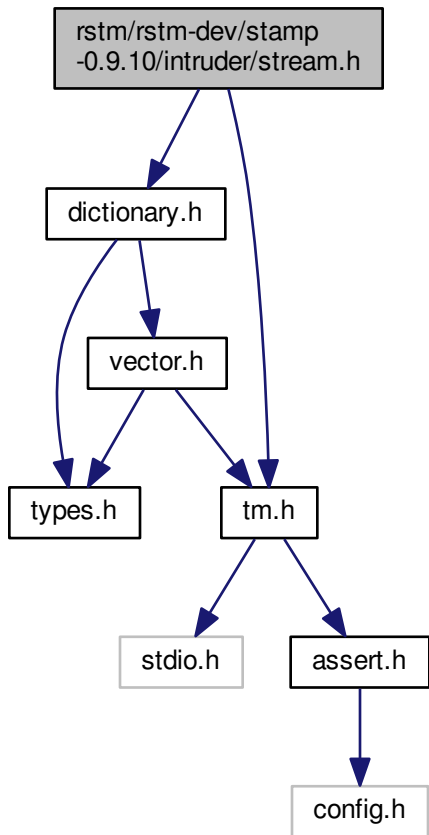 rstm/rstm-dev/stamp
-0.9.10/intruder/stream.h
dictionary.h
vector.h
types.h
tm.h
stdio.h
assert.h
config.h